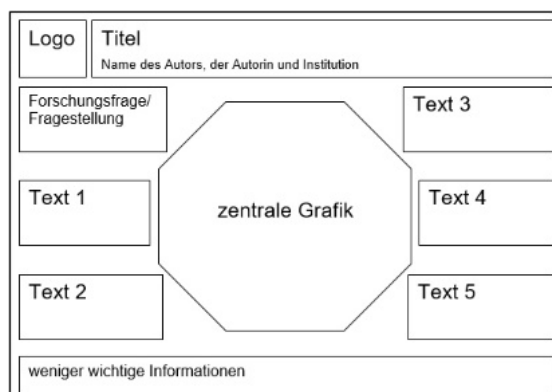 Logo
Titel
Name des Autors, der Autorin und Institution
Forschungsfrage/
Fragestellung
Text 1
Text 2
zentrale Grafik
Text 3
Text 4
Text 5
weniger wichtige Informationen